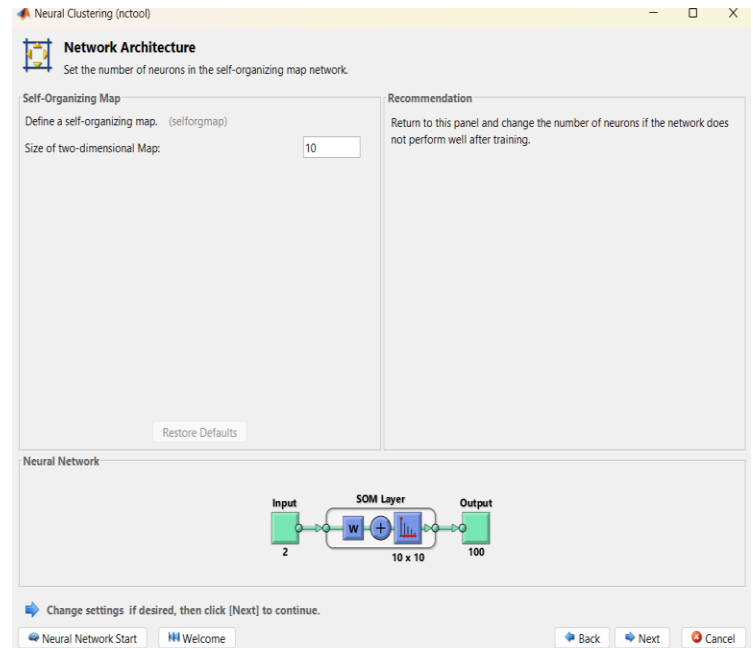 Neural Clustering (nctool)
Network Architecture
Set the number of neurons in the self-organizing map network.
Self-Organizing Map
Define a self-organizing map. (selforgmap)
Size of two-dimensional Map: 10
Restore Defaults
Recommendation
Return to this panel and change the number of neurons if the network does
not perform well after training.
Neural Network
Input
SOM Layer
Output
W
2
10 x 10
100
Change settings if desired, then click [Next] to continue.
Neural Network Start
Welcome
Back
Next
Cancel